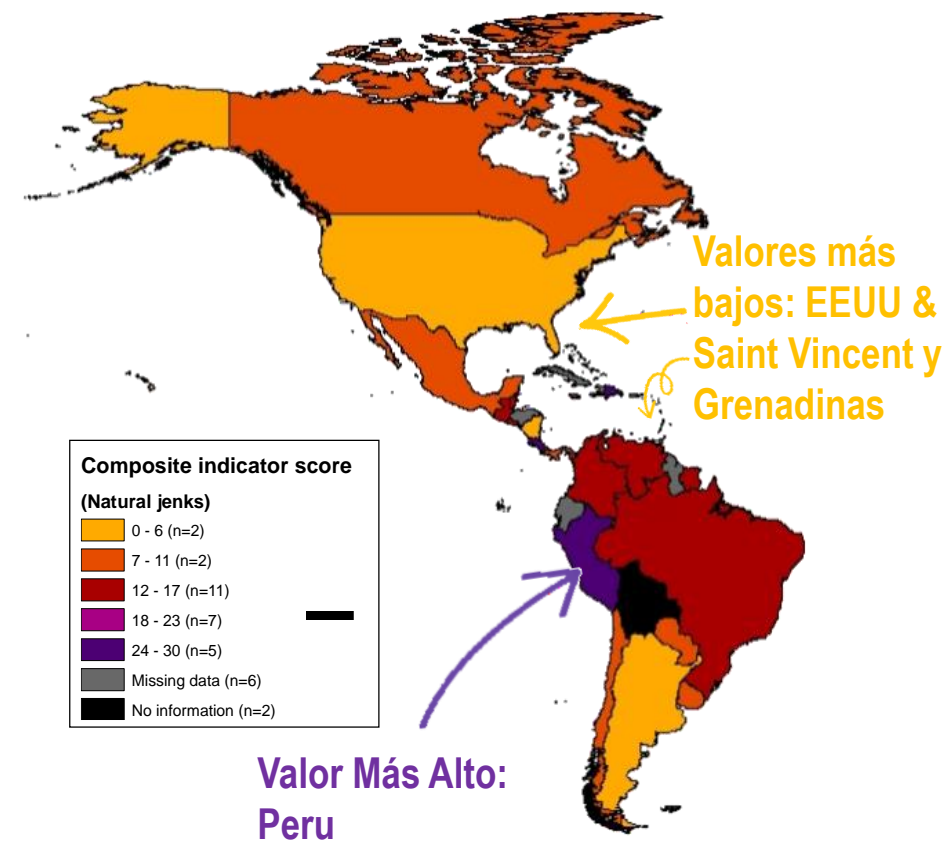 Valores más
bajos: EEUU &
Saint Vincent y
Grenadinas
Composite indicator score
(Natural jenks)
0 - 6 (n=2)
7 - 11 (n=2)
12 - 17 (n=11)
18 - 23 (n=7)
24 - 30 (n=5)
Missing data (n=6)
No information (n=2)
Valor Más Alto:
Peru